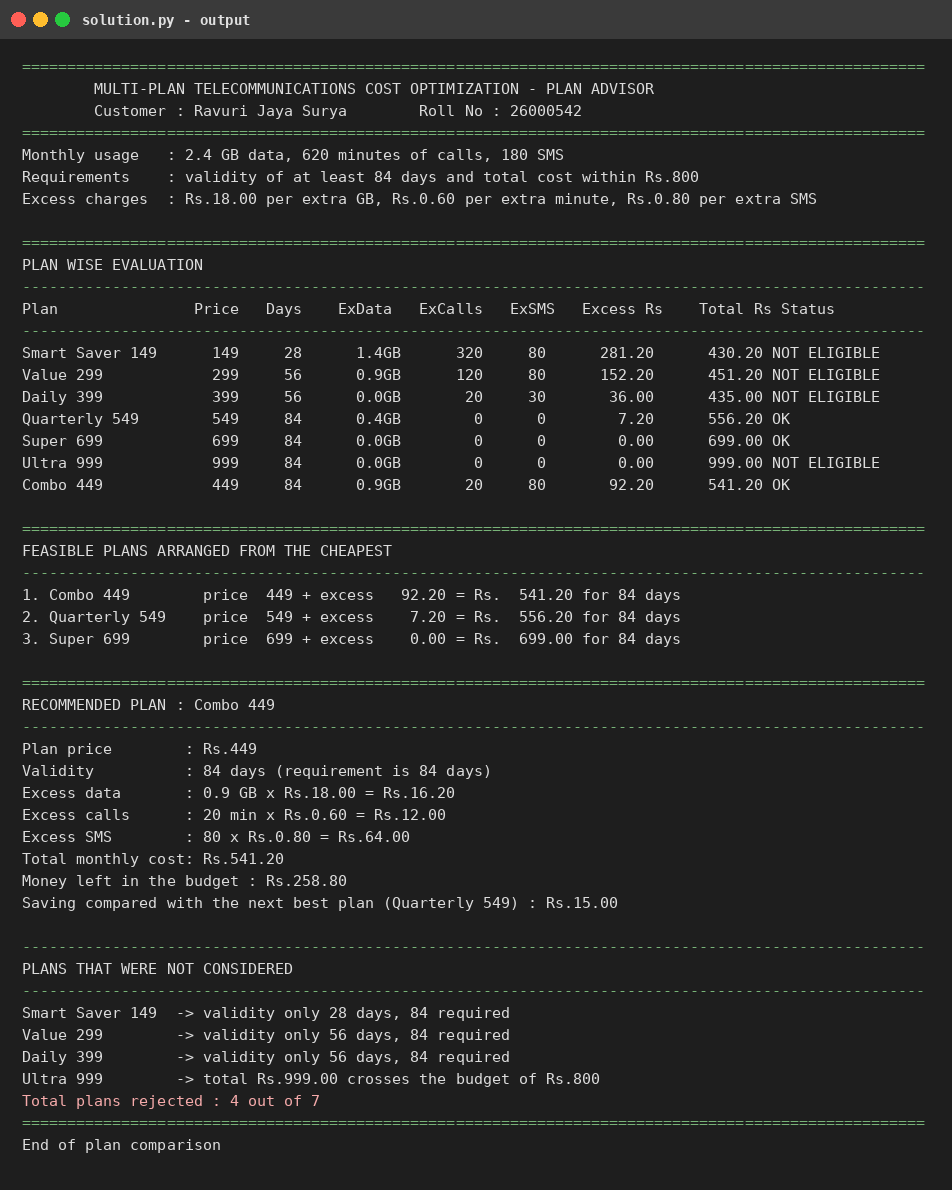 solution.py - output
====================================================================================================
        MULTI-PLAN TELECOMMUNICATIONS COST OPTIMIZATION - PLAN ADVISOR
        Customer : Ravuri Jaya Surya        Roll No : 26000542
====================================================================================================
Monthly usage   : 2.4 GB data, 620 minutes of calls, 180 SMS
Requirements    : validity of at least 84 days and total cost within Rs.800
Excess charges  : Rs.18.00 per extra GB, Rs.0.60 per extra minute, Rs.0.80 per extra SMS

====================================================================================================
PLAN WISE EVALUATION
----------------------------------------------------------------------------------------------------
Plan               Price   Days    ExData   ExCalls   ExSMS   Excess Rs    Total Rs Status
----------------------------------------------------------------------------------------------------
Smart Saver 149      149     28      1.4GB      320     80      281.20      430.20 NOT ELIGIBLE
Value 299            299     56      0.9GB      120     80      152.20      451.20 NOT ELIGIBLE
Daily 399            399     56      0.0GB       20     30       36.00      435.00 NOT ELIGIBLE
Quarterly 549        549     84      0.4GB        0      0        7.20      556.20 OK
Super 699            699     84      0.0GB        0      0        0.00      699.00 OK
Ultra 999            999     84      0.0GB        0      0        0.00      999.00 NOT ELIGIBLE
Combo 449            449     84      0.9GB       20     80       92.20      541.20 OK

====================================================================================================
FEASIBLE PLANS ARRANGED FROM THE CHEAPEST
----------------------------------------------------------------------------------------------------
1. Combo 449        price  449 + excess   92.20 = Rs.  541.20 for 84 days
2. Quarterly 549    price  549 + excess    7.20 = Rs.  556.20 for 84 days
3. Super 699        price  699 + excess    0.00 = Rs.  699.00 for 84 days

====================================================================================================
RECOMMENDED PLAN : Combo 449
----------------------------------------------------------------------------------------------------
Plan price        : Rs.449
Validity          : 84 days (requirement is 84 days)
Excess data       : 0.9 GB x Rs.18.00 = Rs.16.20
Excess calls      : 20 min x Rs.0.60 = Rs.12.00
Excess SMS        : 80 x Rs.0.80 = Rs.64.00
Total monthly cost: Rs.541.20
Money left in the budget : Rs.258.80
Saving compared with the next best plan (Quarterly 549) : Rs.15.00

----------------------------------------------------------------------------------------------------
PLANS THAT WERE NOT CONSIDERED
----------------------------------------------------------------------------------------------------
Smart Saver 149  -> validity only 28 days, 84 required
Value 299        -> validity only 56 days, 84 required
Daily 399        -> validity only 56 days, 84 required
Ultra 999        -> total Rs.999.00 crosses the budget of Rs.800
Total plans rejected : 4 out of 7
====================================================================================================
End of plan comparison